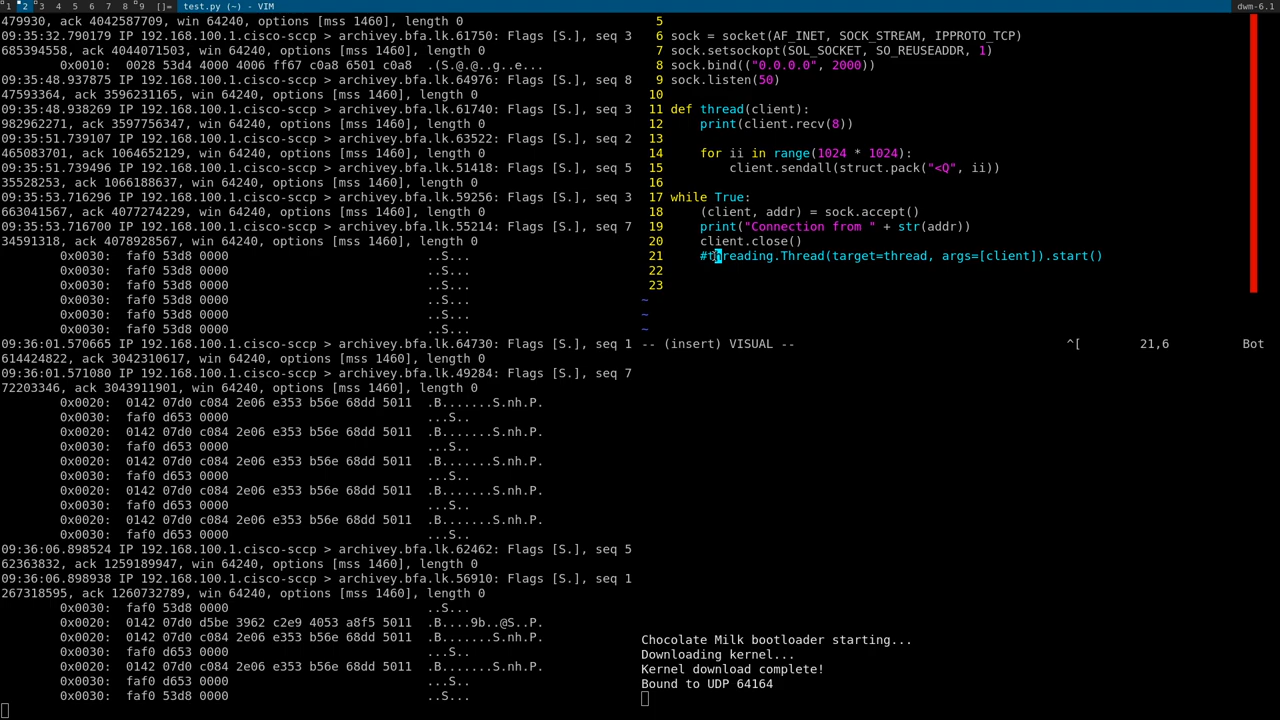 1 2 3 4 5 6 7 8 9 []= test.py (~) - VIM dwm-6.1
479930, ack 4042587709, win 64240, options [mss 1460], length 0
09:35:32.790179 IP 192.168.100.1.cisco-sccp > archivey.bfa.lk.61750: Flags [S.], seq 3
685394558, ack 4044071503, win 64240, options [mss 1460], length 0
0x0010: 0028 53d4 4000 4006 ff67 c0a8 6501 c0a8 .(S.@.@..g..e...
09:35:48.937875 IP 192.168.100.1.cisco-sccp > archivey.bfa.lk.64976: Flags [S.], seq 8
47593364, ack 3596231165, win 64240, options [mss 1460], length 0
09:35:48.938269 IP 192.168.100.1.cisco-sccp > archivey.bfa.lk.61740: Flags [S.], seq 3
982962271, ack 3597756347, win 64240, options [mss 1460], length 0
09:35:51.739107 IP 192.168.100.1.cisco-sccp > archivey.bfa.lk.63522: Flags [S.], seq 2
465083701, ack 1064652129, win 64240, options [mss 1460], length 0
09:35:51.739496 IP 192.168.100.1.cisco-sccp > archivey.bfa.lk.51418: Flags [S.], seq 5
35528253, ack 1066188637, win 64240, options [mss 1460], length 0
09:35:53.716296 IP 192.168.100.1.cisco-sccp > archivey.bfa.lk.59256: Flags [S.], seq 3
663041567, ack 4077274229, win 64240, options [mss 1460], length 0
09:35:53.716700 IP 192.168.100.1.cisco-sccp > archivey.bfa.lk.55214: Flags [S.], seq 7
34591318, ack 4078928567, win 64240, options [mss 1460], length 0
0x0030: faf0 53d8 0000 ..S...
0x0030: faf0 53d8 0000 ..S...
0x0030: faf0 53d8 0000 ..S...
0x0030: faf0 53d8 0000 ..S...
0x0030: faf0 53d8 0000 ..S...
0x0030: faf0 53d8 0000 ..S...
09:36:01.570665 IP 192.168.100.1.cisco-sccp > archivey.bfa.lk.64730: Flags [S.], seq 1
614424822, ack 3042310617, win 64240, options [mss 1460], length 0
09:36:01.571080 IP 192.168.100.1.cisco-sccp > archivey.bfa.lk.49284: Flags [S.], seq 7
72203346, ack 3043911901, win 64240, options [mss 1460], length 0
0x0020: 0142 07d0 c084 2e06 e353 b56e 68dd 5011 .B.......S.nh.P.
0x0030: faf0 d653 0000 ...S..
0x0020: 0142 07d0 c084 2e06 e353 b56e 68dd 5011 .B.......S.nh.P.
0x0030: faf0 d653 0000 ...S..
0x0020: 0142 07d0 c084 2e06 e353 b56e 68dd 5011 .B.......S.nh.P.
0x0030: faf0 d653 0000 ...S..
0x0020: 0142 07d0 c084 2e06 e353 b56e 68dd 5011 .B.......S.nh.P.
0x0030: faf0 d653 0000 ...S..
0x0020: 0142 07d0 c084 2e06 e353 b56e 68dd 5011 .B.......S.nh.P.
0x0030: faf0 d653 0000 ...S..
09:36:06.898524 IP 192.168.100.1.cisco-sccp > archivey.bfa.lk.62462: Flags [S.], seq 5
62363832, ack 1259189947, win 64240, options [mss 1460], length 0
09:36:06.898938 IP 192.168.100.1.cisco-sccp > archivey.bfa.lk.56910: Flags [S.], seq 1
267318595, ack 1260732789, win 64240, options [mss 1460], length 0
0x0030: faf0 53d8 0000 ..S...
0x0020: 0142 07d0 d5be 3962 c2e9 4053 a8f5 5011 .B....9b..@S..P.
0x0020: 0142 07d0 c084 2e06 e353 b56e 68dd 5011 .B.......S.nh.P.
0x0030: faf0 53d8 0000 ..S...
0x0020: 0142 07d0 c084 2e06 e353 b56e 68dd 5011 .B.......S.nh.P.
0x0030: faf0 d653 0000 ...S..
0x0030: faf0 53d8 0000 ..S...
5
6 sock = socket(AF_INET, SOCK_STREAM, IPPROTO_TCP)
7 sock.setsockopt(SOL_SOCKET, SO_REUSEADDR, 1)
8 sock.bind(("0.0.0.0", 2000))
9 sock.listen(50)
10
11 def thread(client):
12 print(client.recv(8))
13
14 for ii in range(1024 * 1024):
15 client.sendall(struct.pack("<Q", ii))
16
17 while True:
18 (client, addr) = sock.accept()
19 print("Connection from " + str(addr))
20 client.close()
21 #threading.Thread(target=thread, args=[client]).start()
22
23
~
~
~
-- (insert) VISUAL -- ^[ 21,6 Bot
Chocolate Milk bootloader starting...
Downloading kernel...
Kernel download complete!
Bound to UDP 64164